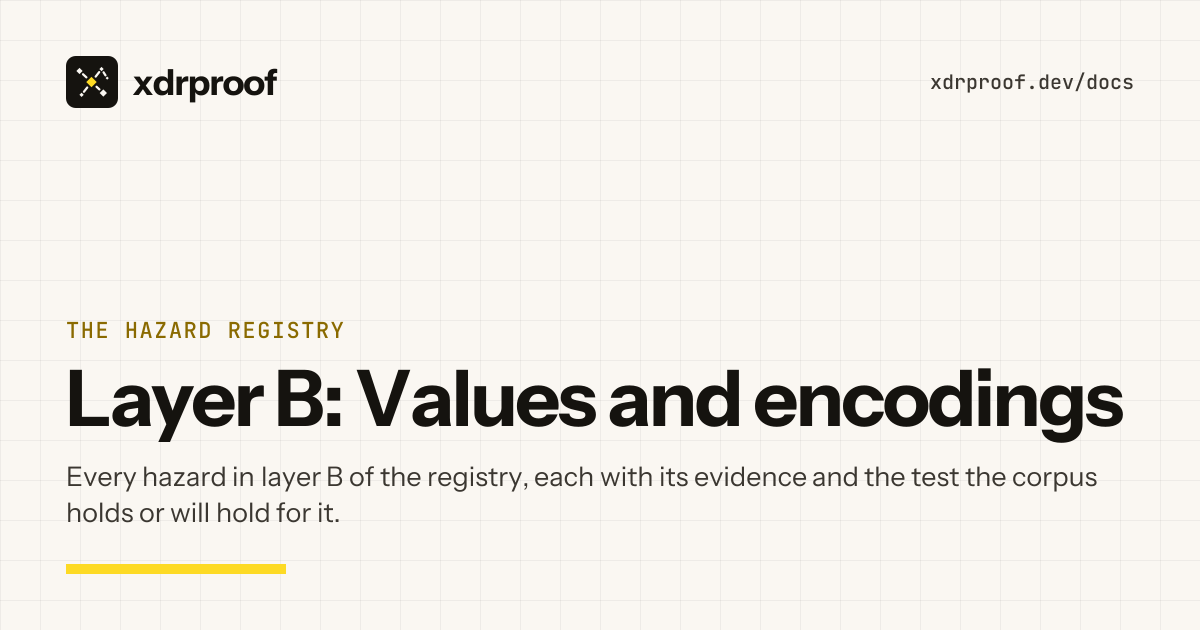 xdrproof
xdrproof.dev/docs
THE HAZARD REGISTRY
Layer B: Values and encodings
Every hazard in layer B of the registry, each with its evidence and the test the corpus
holds or will hold for it.